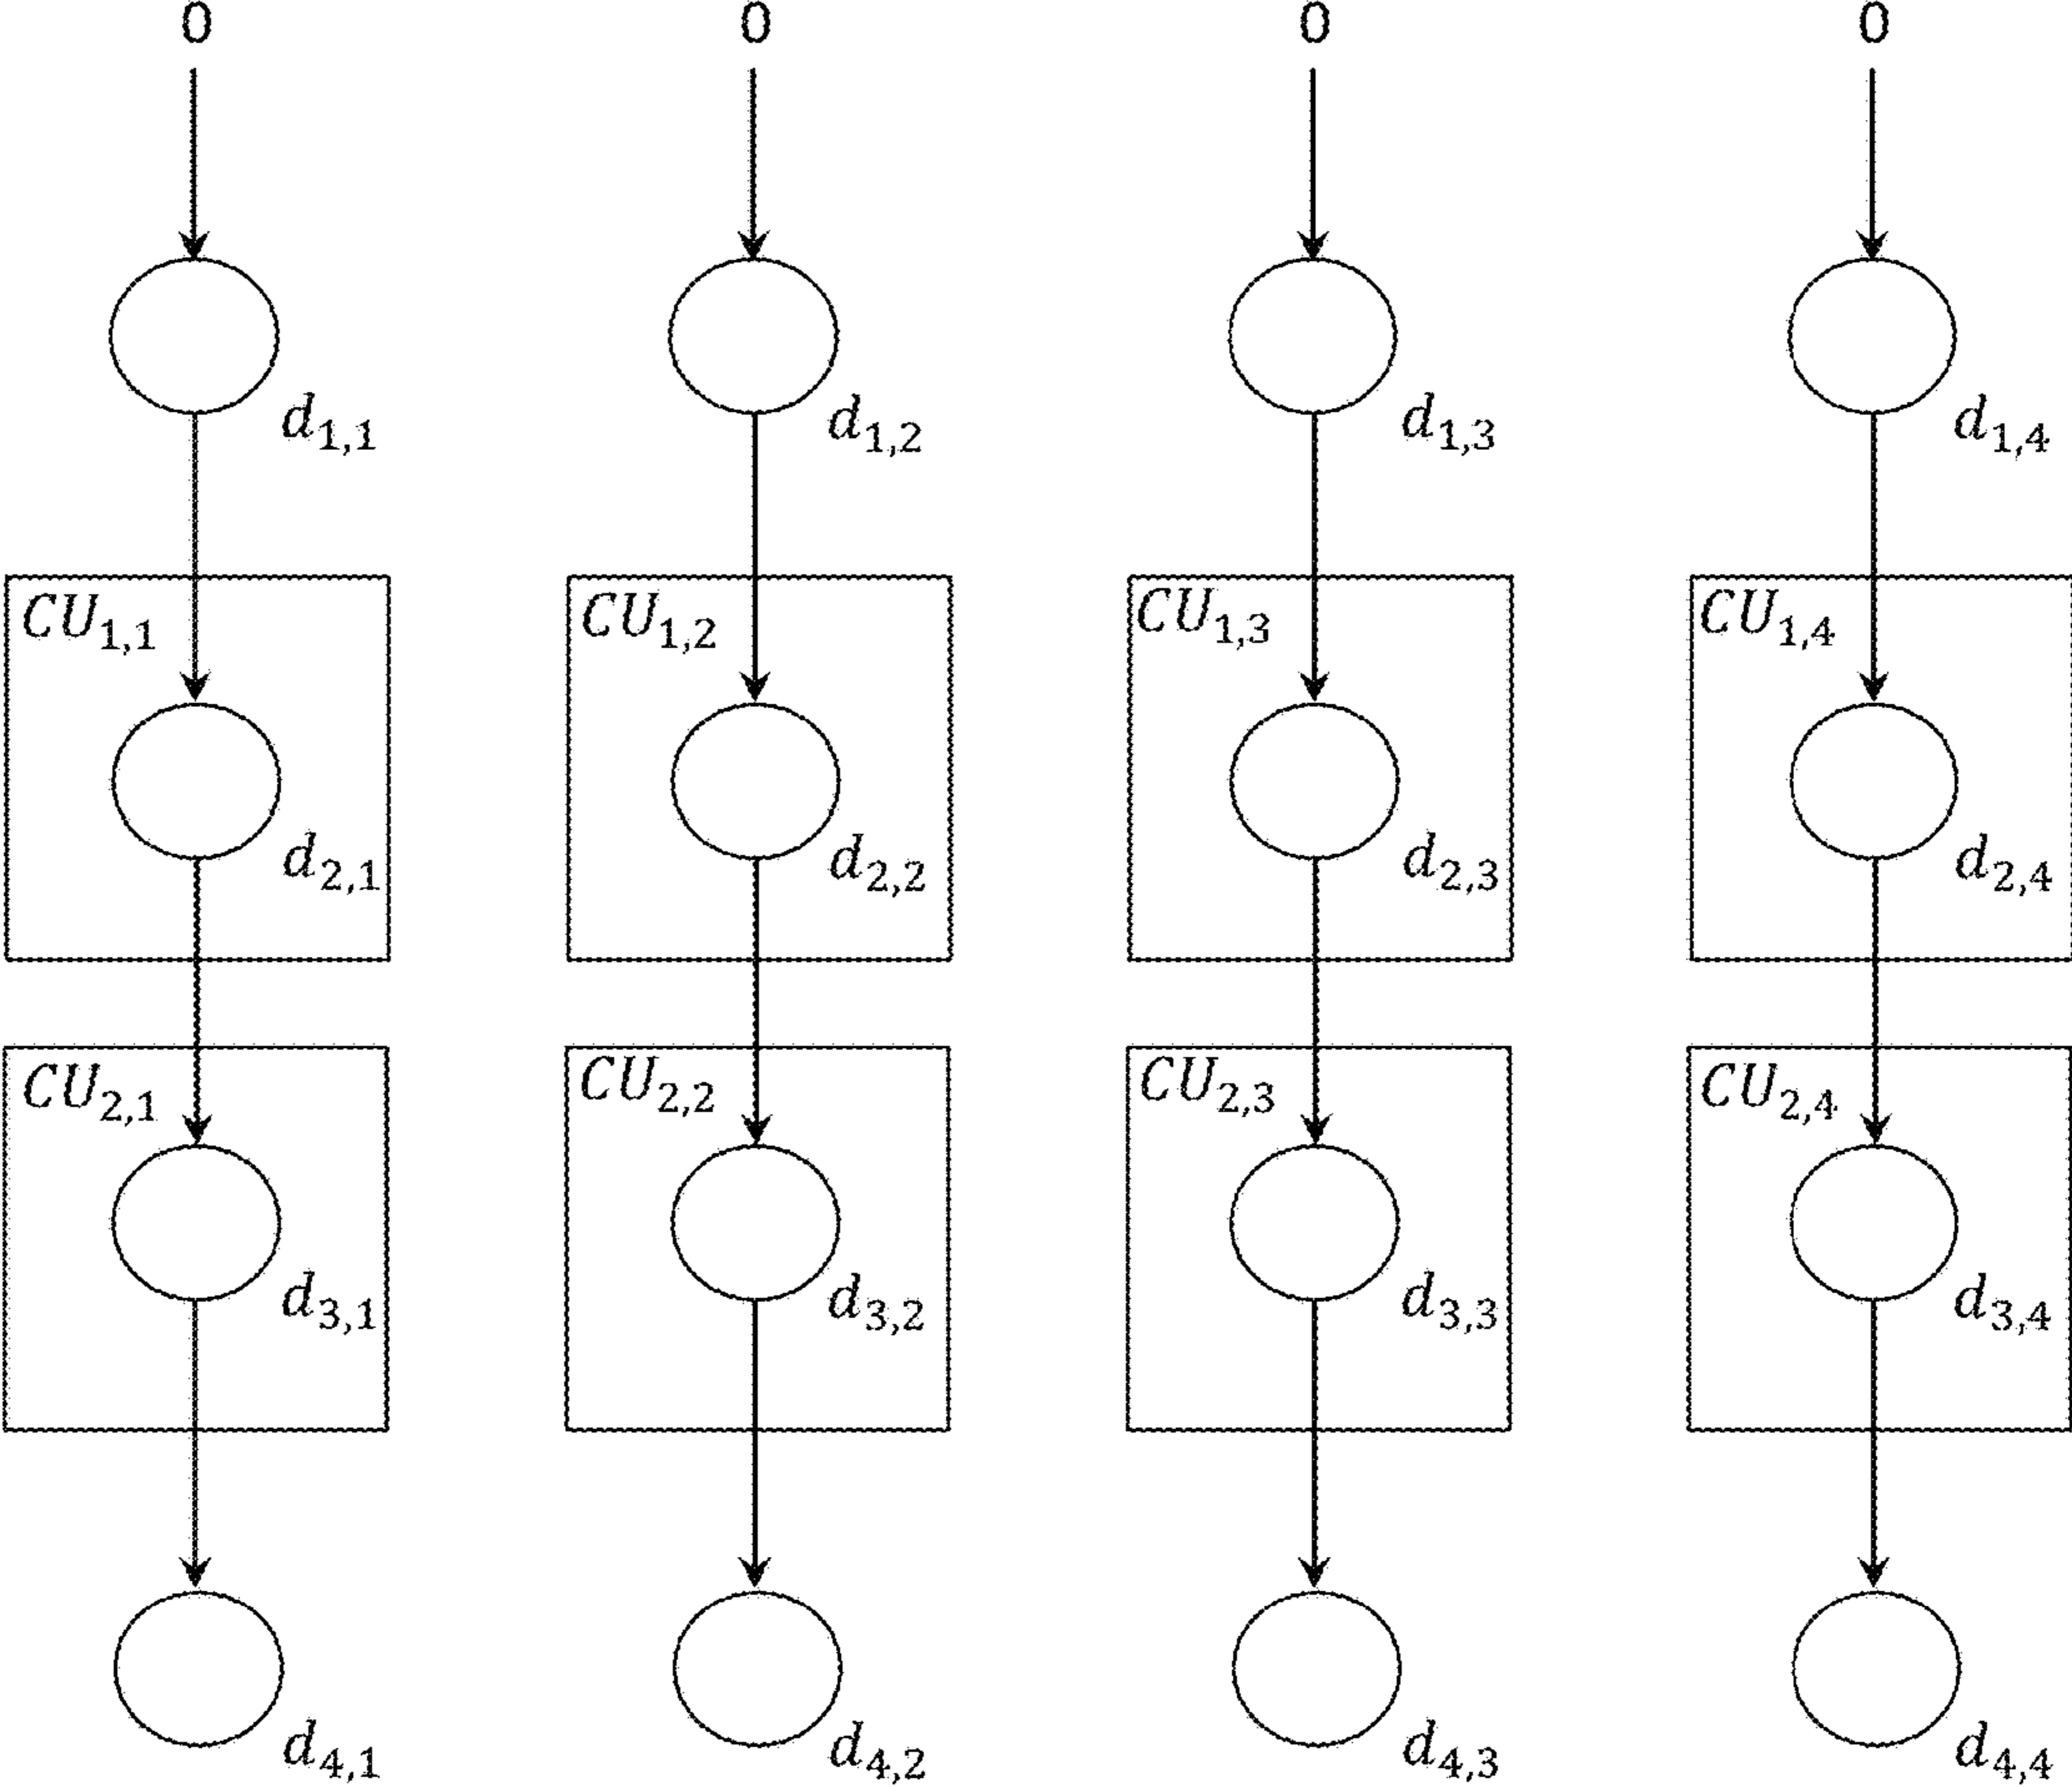 0 0 0 0
d1,1 d1,2 d1,3 d1,4
CU1,1 CU1,2 CU1,3 CU1,4
d2,1 d2,2 d2,3 d2,4
CU2,1 CU2,2 CU2,3 CU2,4
d3,1 d3,2 d3,3 d3,4
d4,1 d4,2 d4,3 d4,4